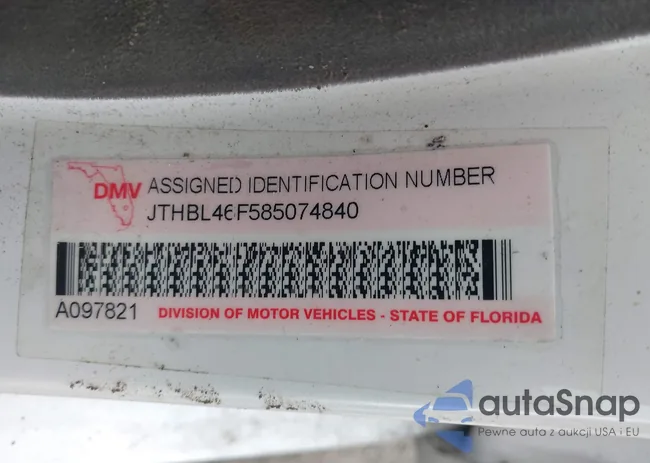 DMV ASSIGNED IDENTIFICATION NUMBER
JTHBL46F585074840
A097821 DIVISION OF MOTOR VEHICLES - STATE OF FLORIDA
autaSnap
Pewne auta z aukcji USA i EU